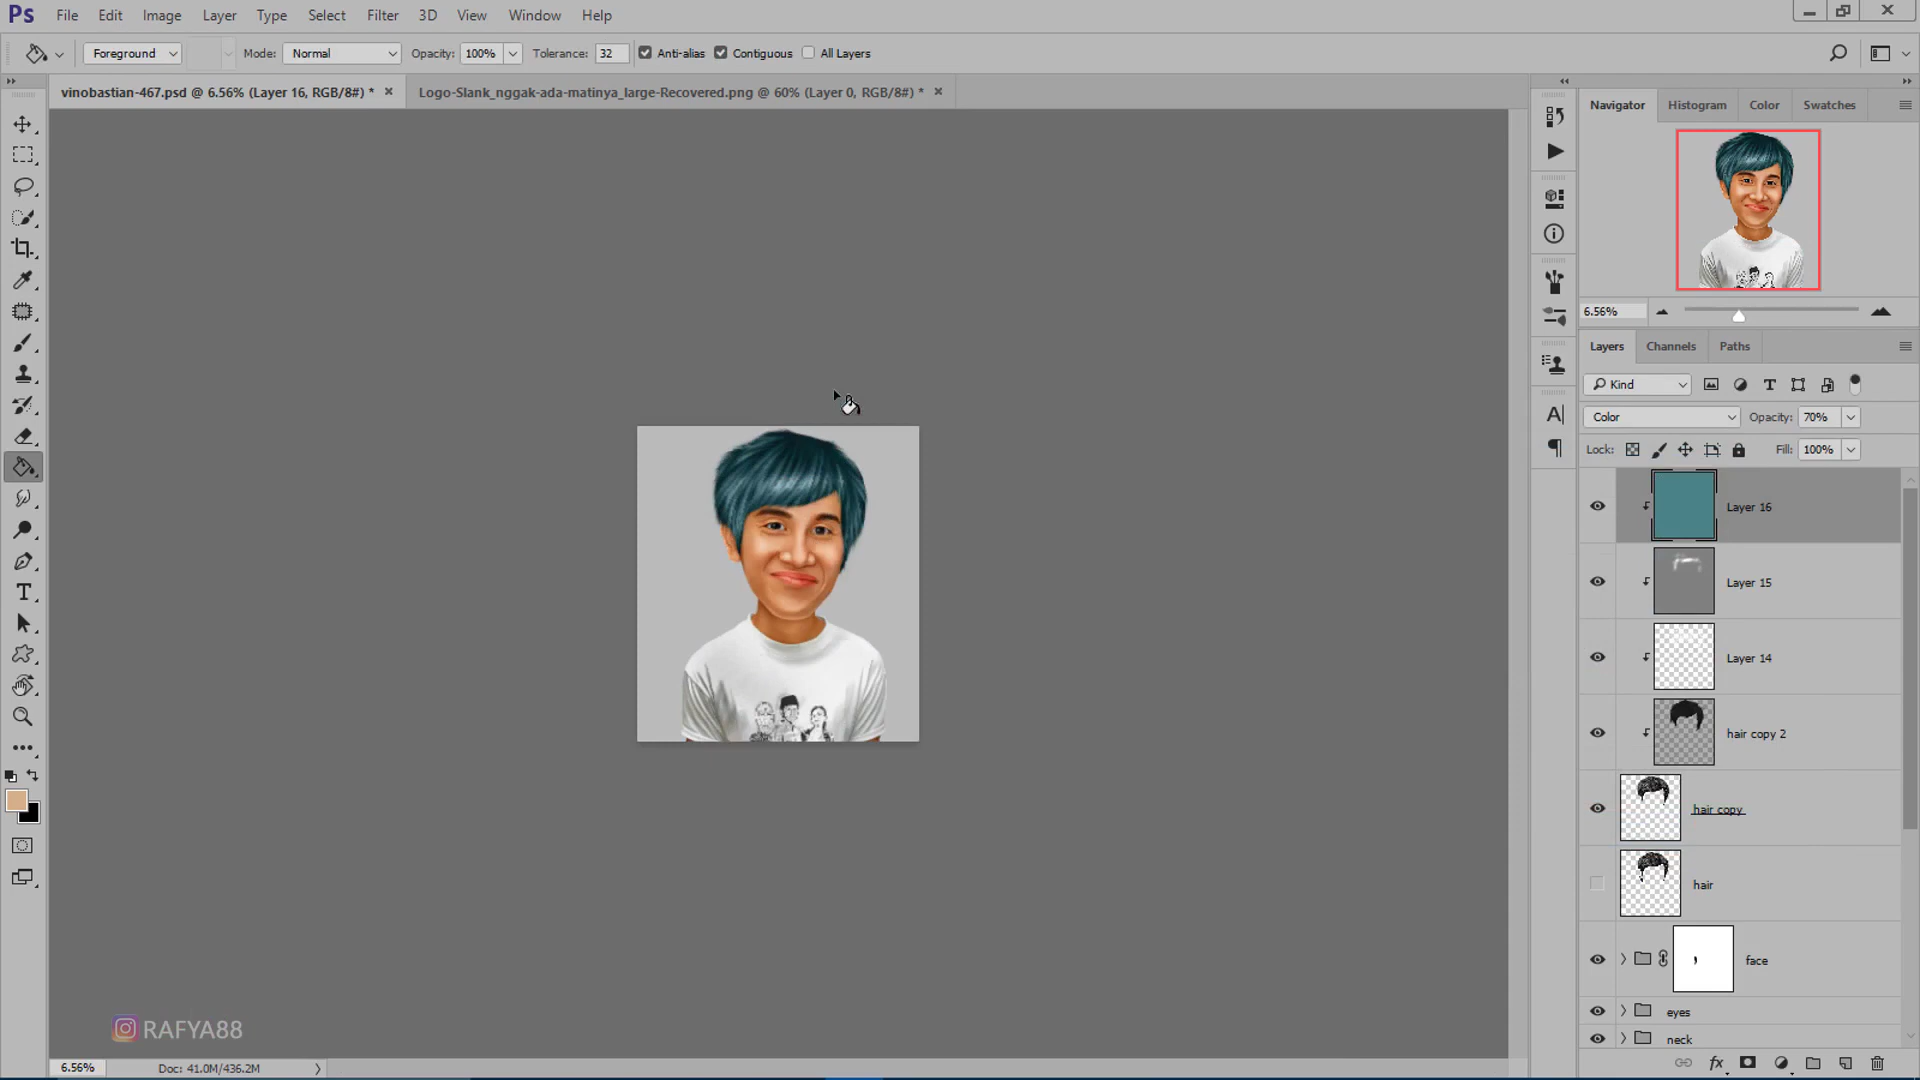 Ps File Edit Image Layer Type Select Filter 3D View Window Help
Foreground Mode: Normal Opacity: 100% Tolerance: 32 Anti-alias Contiguous All Layers
vinobastian-467.psd @ 6.56% (Layer 16, RGB/8#) * Logo-Slank_nggak-ada-matinya_large-Recovered.png @ 60% (Layer 0, RGB/8#) *
Navigator Histogram Color Swatches
6.56%
Layers Channels Paths
Kind
Color Opacity: 70%
Lock: Fill: 100%
Layer 16
Layer 15
Layer 14
hair copy 2
hair copy
hair
face
eyes
neck
RAFYA88
6.56% Doc: 41.0M/436.2M